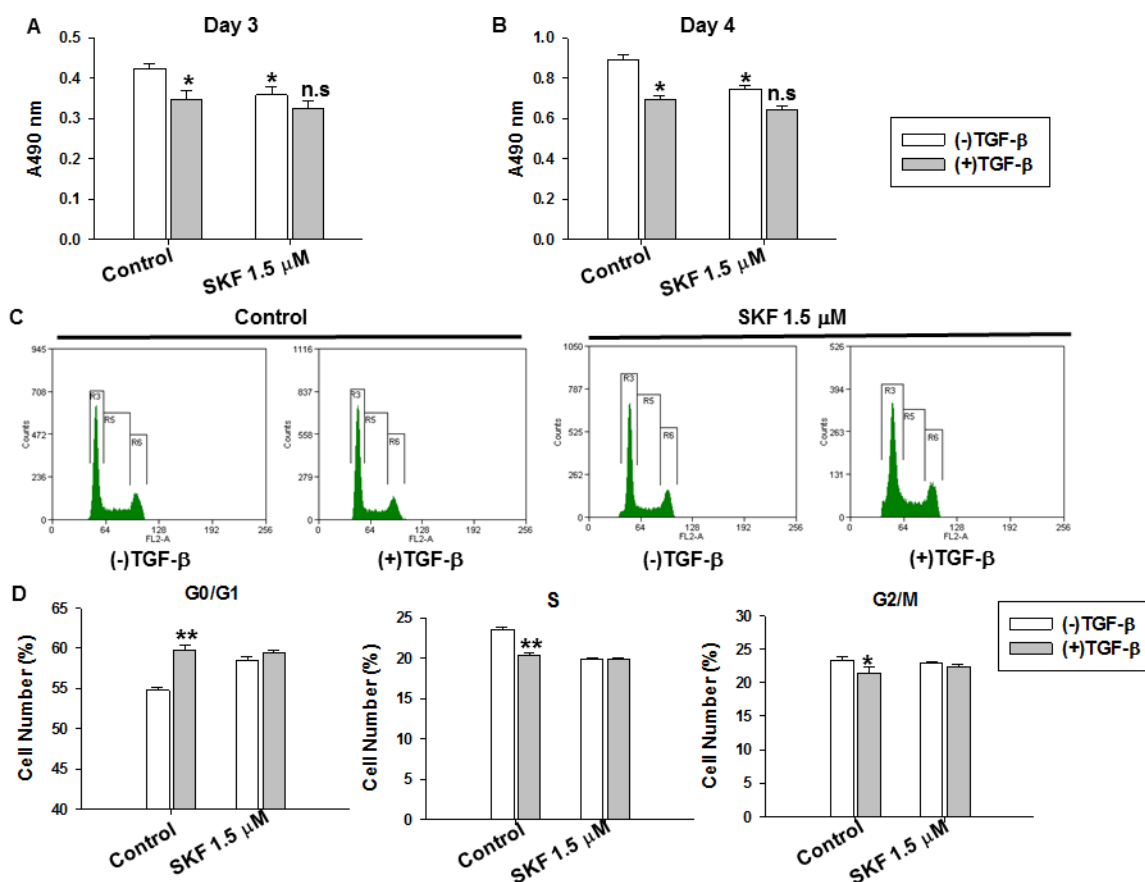 A
Day 3
0.5
0.4
0.3
0.2
0.1
0.0
A490 nm
*
*
n.s
Control
SKF 1.5 μM
B
Day 4
1.0
0.8
0.6
0.4
0.2
0.0
A490 nm
*
*
n.s
Control
SKF 1.5 μM
(-)TGF-β
(+)TGF-β
C
Control
SKF 1.5 μM
945
708
472
236
0
Counts
R3
R5
R6
0 64 128 192 256
FL2-A
(-)TGF-β
1116
837
558
279
0
Counts
R3
R5
R6
0 64 128 192 256
FL2-A
(+)TGF-β
1050
787
525
262
0
Counts
R3
R5
R6
0 64 128 192 256
FL2-A
(-)TGF-β
526
394
263
131
0
Counts
R3
R5
R6
0 64 128 192 256
FL2-A
(+)TGF-β
D
G0/G1
70
65
60
55
50
45
40
Cell Number (%)
**
Control
SKF 1.5 μM
S
25
20
15
10
5
0
Cell Number (%)
**
Control
SKF 1.5 μM
G2/M
30
25
20
15
10
5
0
Cell Number (%)
*
Control
SKF 1.5 μM
(-)TGF-β
(+)TGF-β